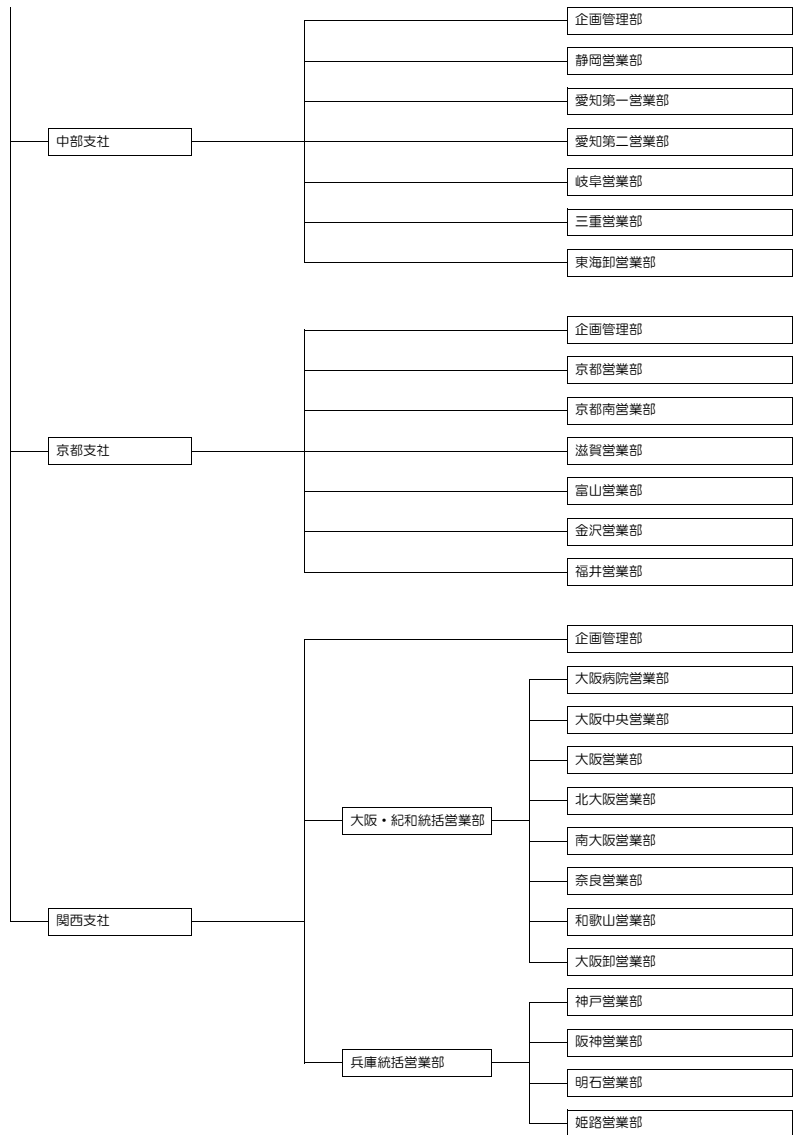 中部支社
企画管理部
静岡営業部
愛知第一営業部
愛知第二営業部
岐阜営業部
三重営業部
東海卸営業部
京都支社
企画管理部
京都営業部
京都南営業部
滋賀営業部
富山営業部
金沢営業部
福井営業部
関西支社
企画管理部
大阪・紀和統括営業部
大阪病院営業部
大阪中央営業部
大阪営業部
北大阪営業部
南大阪営業部
奈良営業部
和歌山営業部
大阪卸営業部
兵庫統括営業部
神戸営業部
阪神営業部
明石営業部
姫路営業部